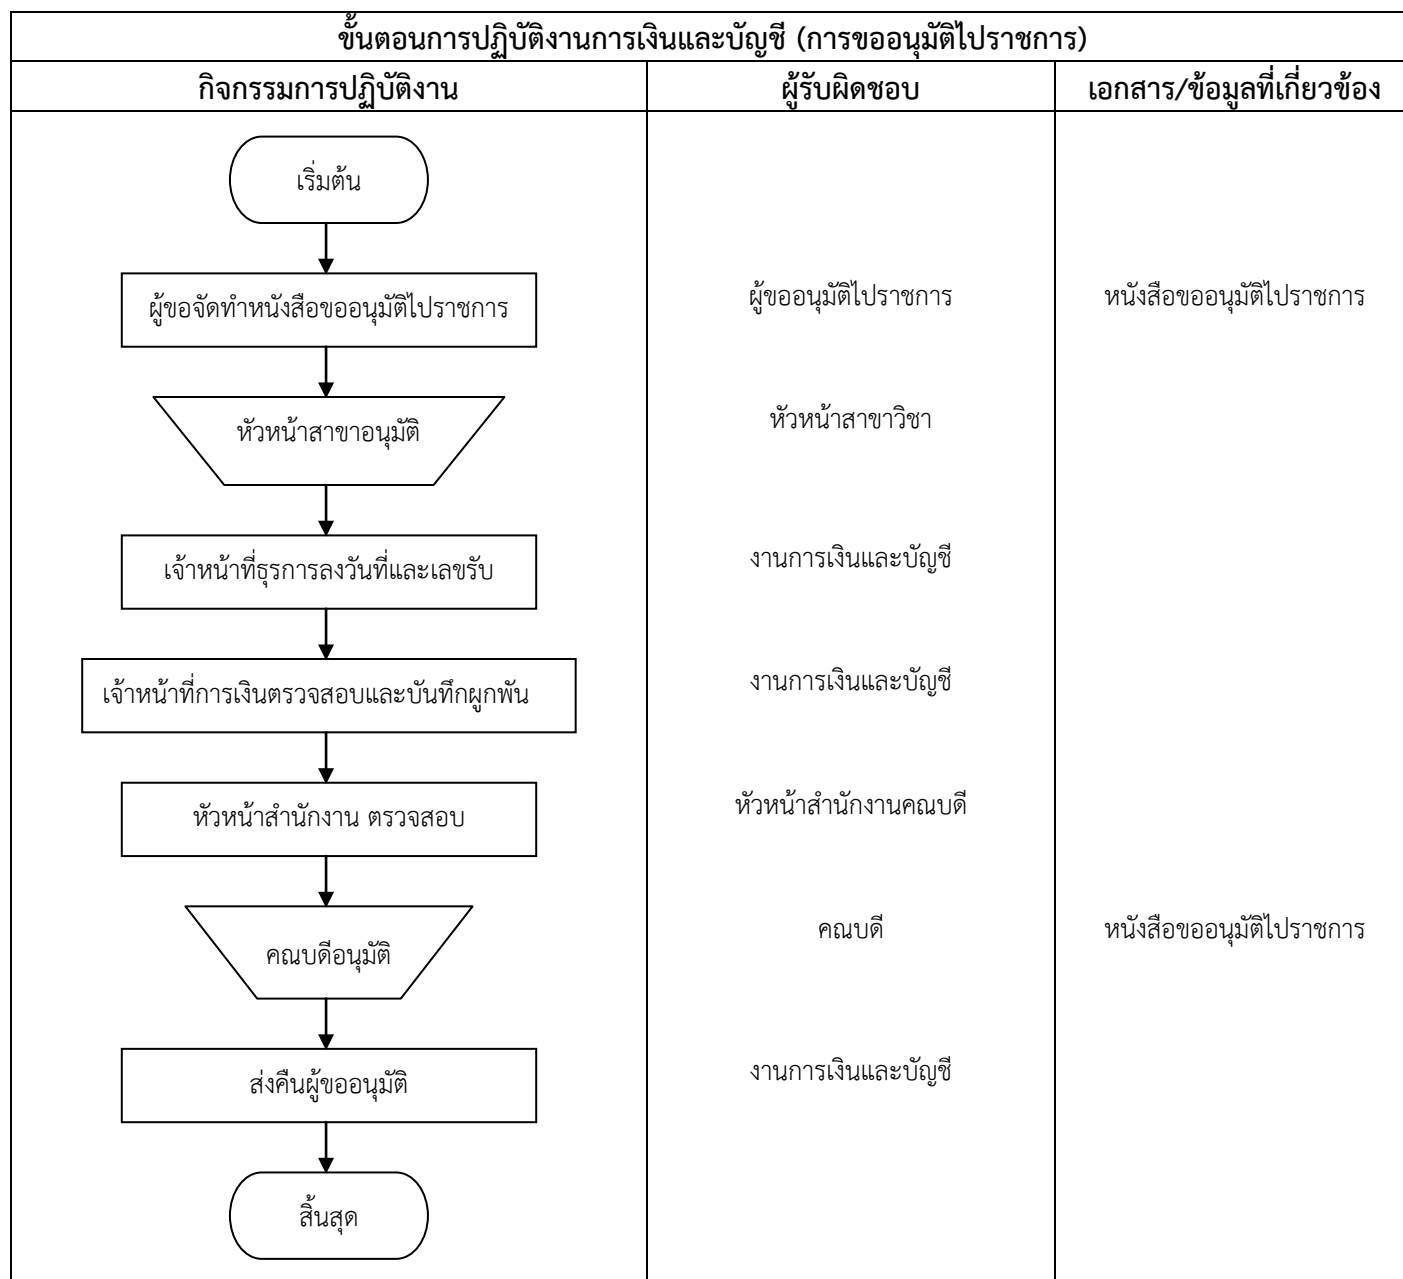 ขั้นตอนการปฏิบัติงานการเงินและบัญชี (การขออนุมัติไปราชการ)
กิจกรรมการปฏิบัติงาน
ผู้รับผิดชอบ
เอกสาร/ข้อมูลที่เกี่ยวข้อง
เริ่มต้น
ผู้ขอจัดทำหนังสือขออนุมัติไปราชการ
ผู้ขออนุมัติไปราชการ
หนังสือขออนุมัติไปราชการ
หัวหน้าสาขาอนุมัติ
หัวหน้าสาขาวิชา
เจ้าหน้าที่ธุรการลงวันที่และเลขรับ
งานการเงินและบัญชี
เจ้าหน้าที่การเงินตรวจสอบและบันทึกผูกพัน
งานการเงินและบัญชี
หัวหน้าสำนักงาน ตรวจสอบ
หัวหน้าสำนักงานคณบดี
คณบดีอนุมัติ
คณบดี
หนังสือขออนุมัติไปราชการ
ส่งคืนผู้ขออนุมัติ
งานการเงินและบัญชี
สิ้นสุด